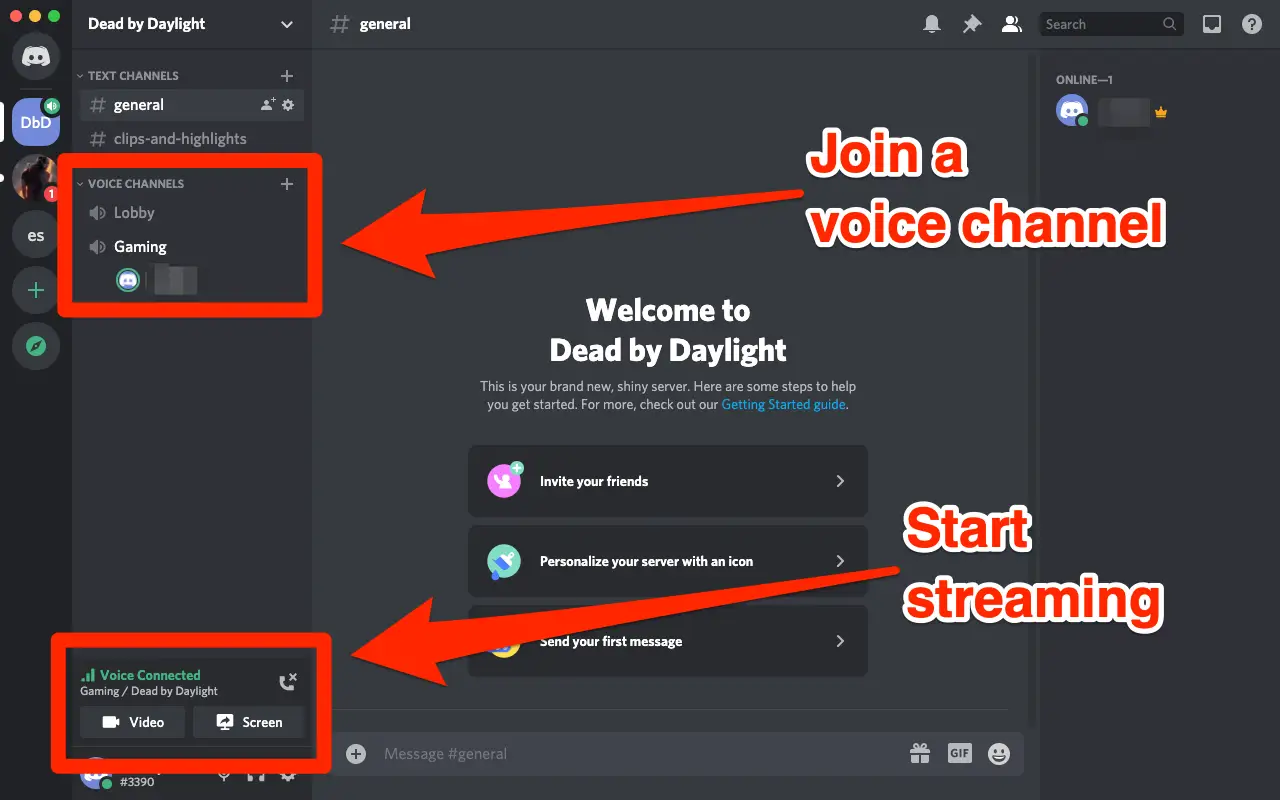 Dead by Daylight
general
Search
TEXT CHANNELS
# general
# clips-and-highlights
DbD
VOICE CHANNELS
Lobby
Gaming
1
es
ONLINE—1
Join a
voice channel
Welcome to
Dead by Daylight
This is your brand new, shiny server. Here are some steps to help
you get started. For more, check out our Getting Started guide.
Invite your friends
Personalize your server with an icon
Send your first message
Start
streaming
Voice Connected
Gaming / Dead by Daylight
Video
Screen
#3390
Message #general
GIF